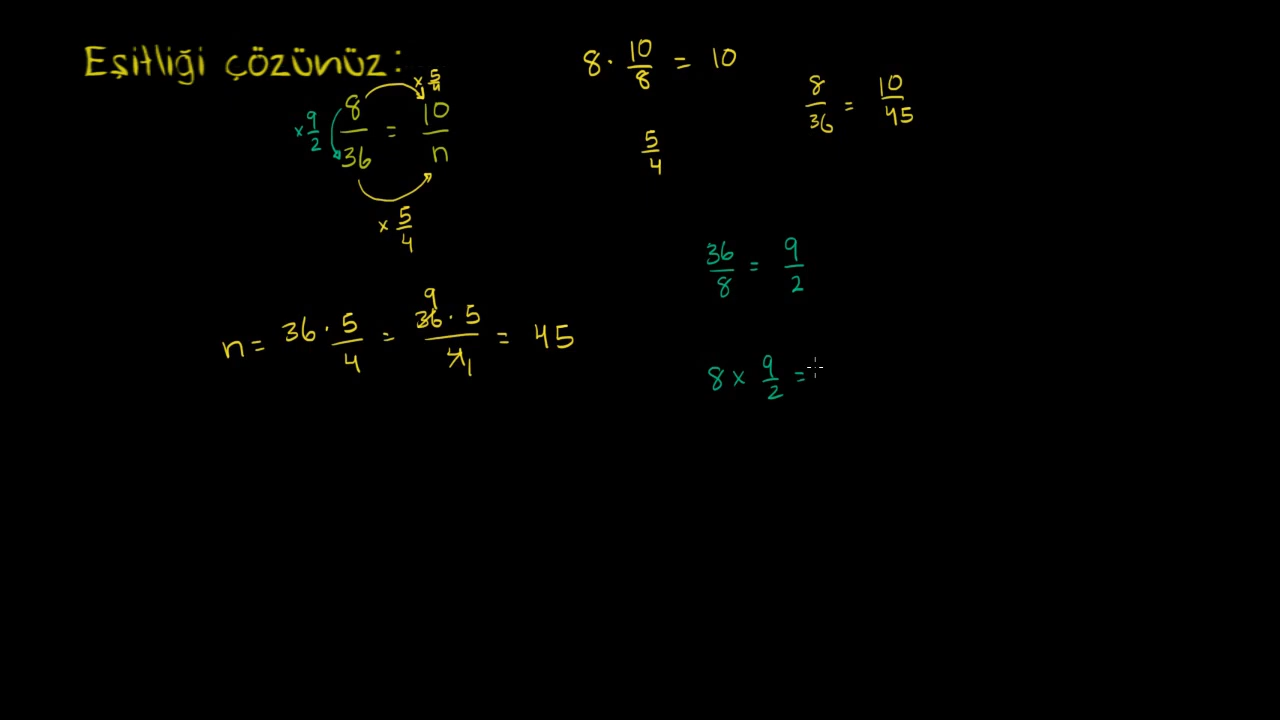 Eşitliği çözünüz:
8/36 = 10/n
× 5/4
× 9/2
× 5/4
8 · 10/8 = 10
5/4
8/36 = 10/45
n = 36 · 5/4 = 36 · 5/4 = 45
9
1
36/8 = 9/2
8 × 9/2 =